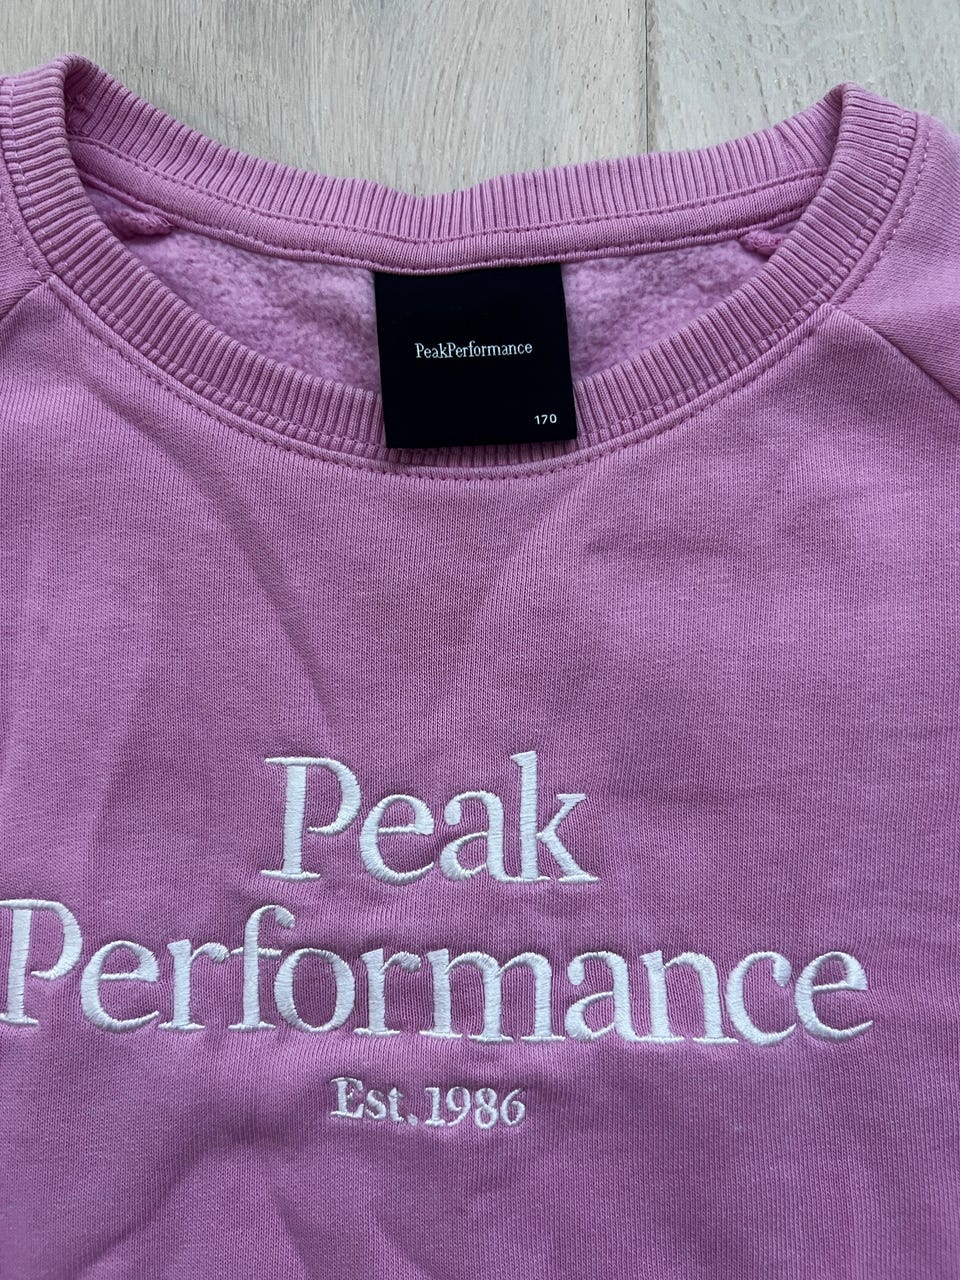 PeakPerformance
170
Peak
Performance
Est.1986